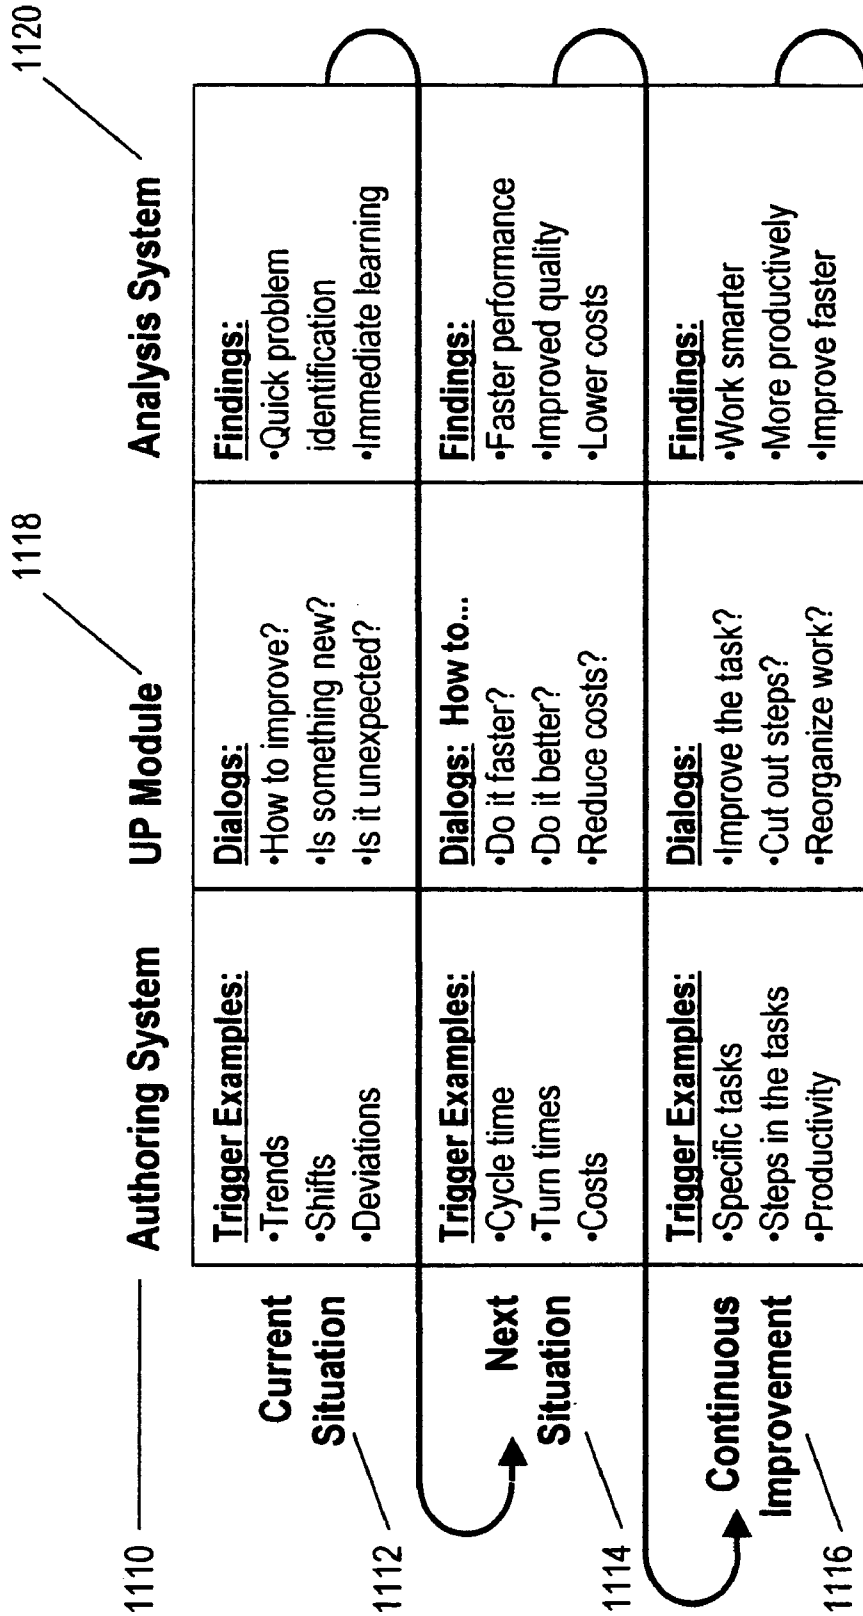 1110
1118
1120
Authoring System
UP Module
Analysis System
Current
Situation
1112
Trigger Examples:
•Trends
•Shifts
•Deviations
Dialogs:
•How to improve?
•Is something new?
•Is it unexpected?
Findings:
•Quick problem
identification
•Immediate learning
Next
Situation
1114
Trigger Examples:
•Cycle time
•Turn times
•Costs
Dialogs: How to...
•Do it faster?
•Do it better?
•Reduce costs?
Findings:
•Faster performance
•Improved quality
•Lower costs
Continuous
Improvement
1116
Trigger Examples:
•Specific tasks
•Steps in the tasks
•Productivity
Dialogs:
•Improve the task?
•Cut out steps?
•Reorganize work?
Findings:
•Work smarter
•More productively
•Improve faster